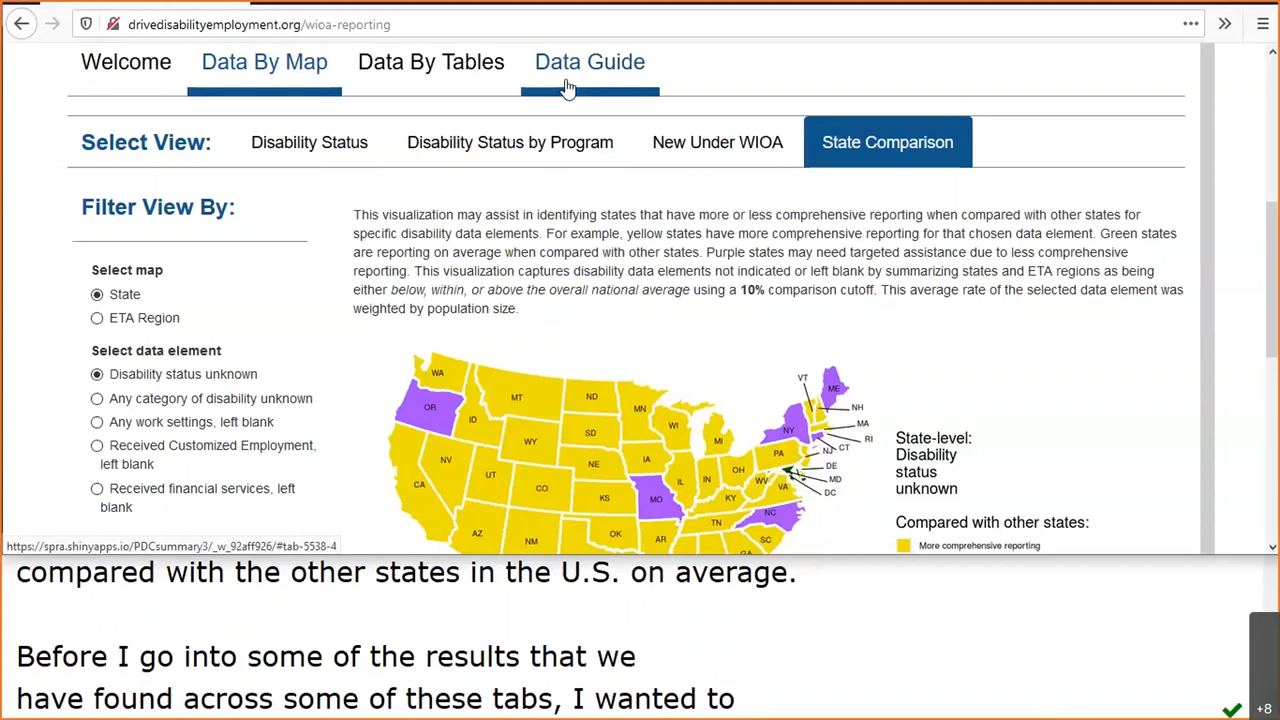 drivedisabilityemployment.org/wioa-reporting
Welcome Data By Map Data By Tables Data Guide
Select View: Disability Status Disability Status by Program New Under WIOA State Comparison
Filter View By:
Select map
State
ETA Region
Select data element
Disability status unknown
Any category of disability unknown
Any work settings, left blank
Received Customized Employment,
left blank
Received financial services, left
blank
This visualization may assist in identifying states that have more or less comprehensive reporting when compared with other states for
specific disability data elements. For example, yellow states have more comprehensive reporting for that chosen data element. Green states
are reporting on average when compared with other states. Purple states may need targeted assistance due to less comprehensive
reporting. This visualization captures disability data elements not indicated or left blank by summarizing states and ETA regions as being
either below, within, or above the overall national average using a 10% comparison cutoff. This average rate of the selected data element was
weighted by population size.
WA MT ND MN WI MI VT ME
OR ID WY SD IA NY NH MA RI
NV UT CO NE IL IN OH PA NJ CT
CA KS MO KY WV VA DE MD DC
AZ NM OK AR TN NC SC GA
State-level:
Disability
status
unknown
Compared with other states:
More comprehensive reporting
https://spra.shinyapps.io/PDCsummary3/_w_92aff926/#tab-5538-4
compared with the other states in the U.S. on average.
Before I go into some of the results that we
have found across some of these tabs, I wanted to
+8